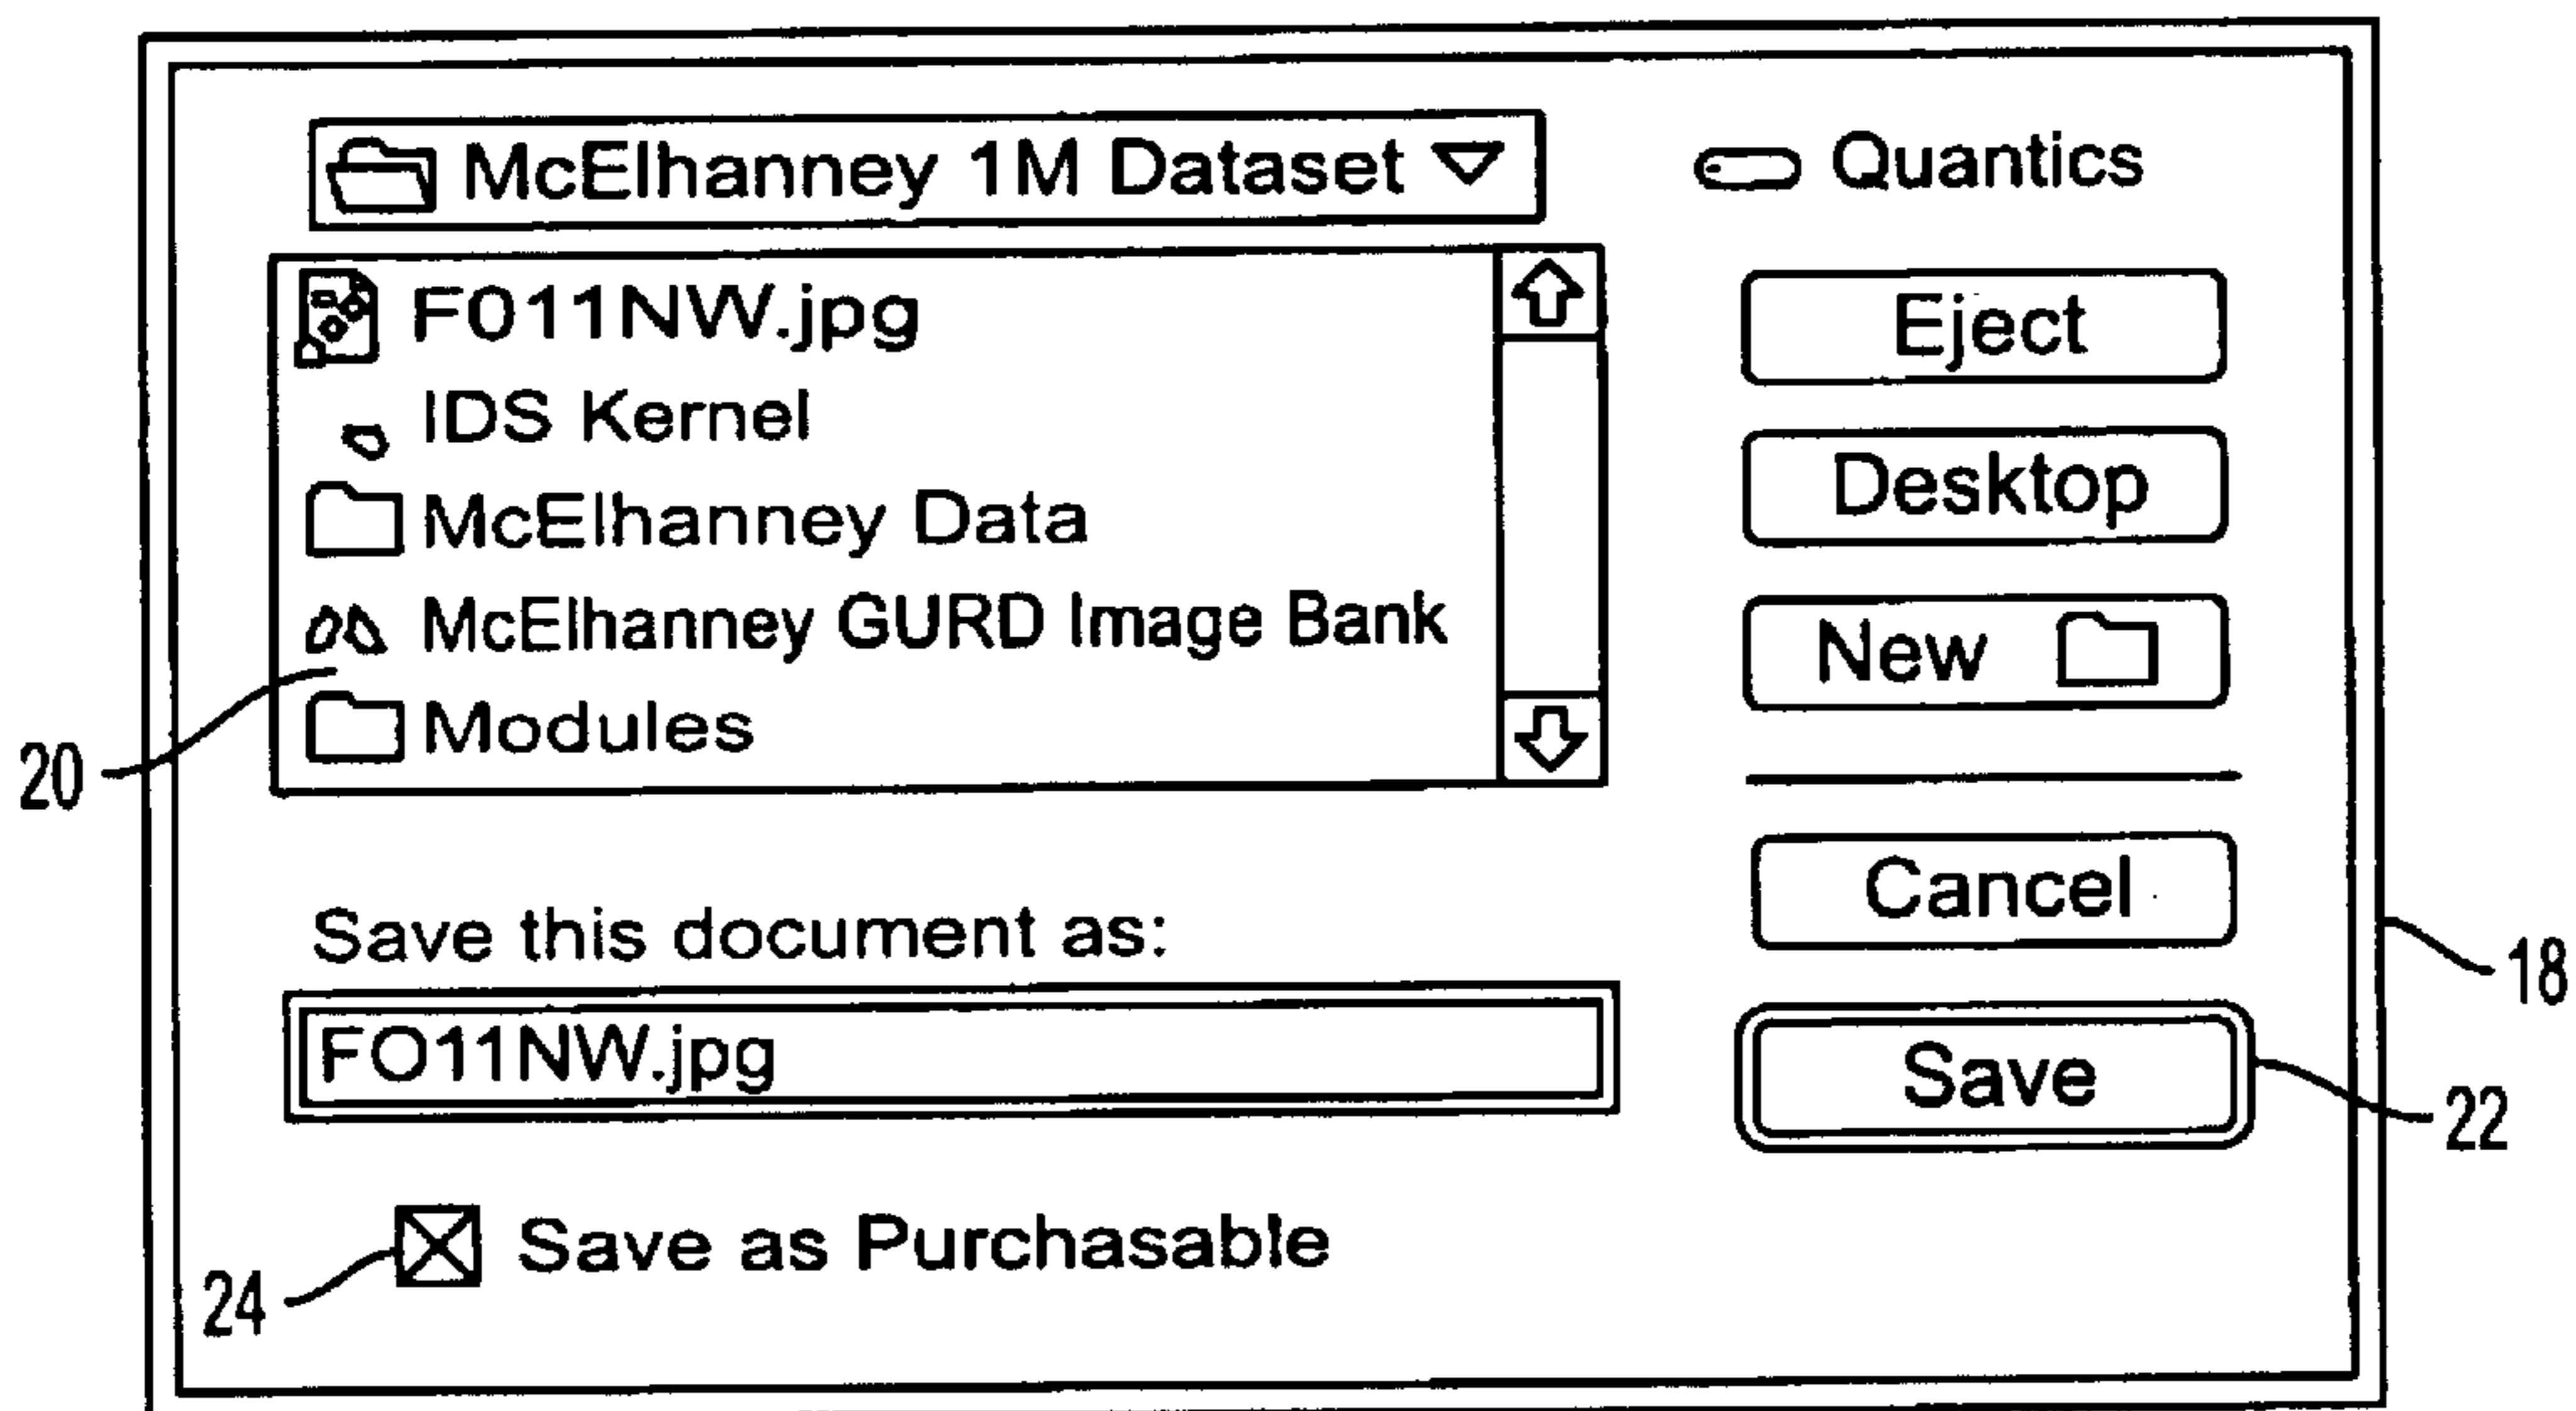 McElhanney 1M Dataset
Quantics
F011NW.jpg
IDS Kernel
McElhanney Data
McElhanney GURD Image Bank
Modules
Eject
Desktop
New
Cancel
Save this document as:
FO11NW.jpg
Save
Save as Purchasable
20
18
22
24